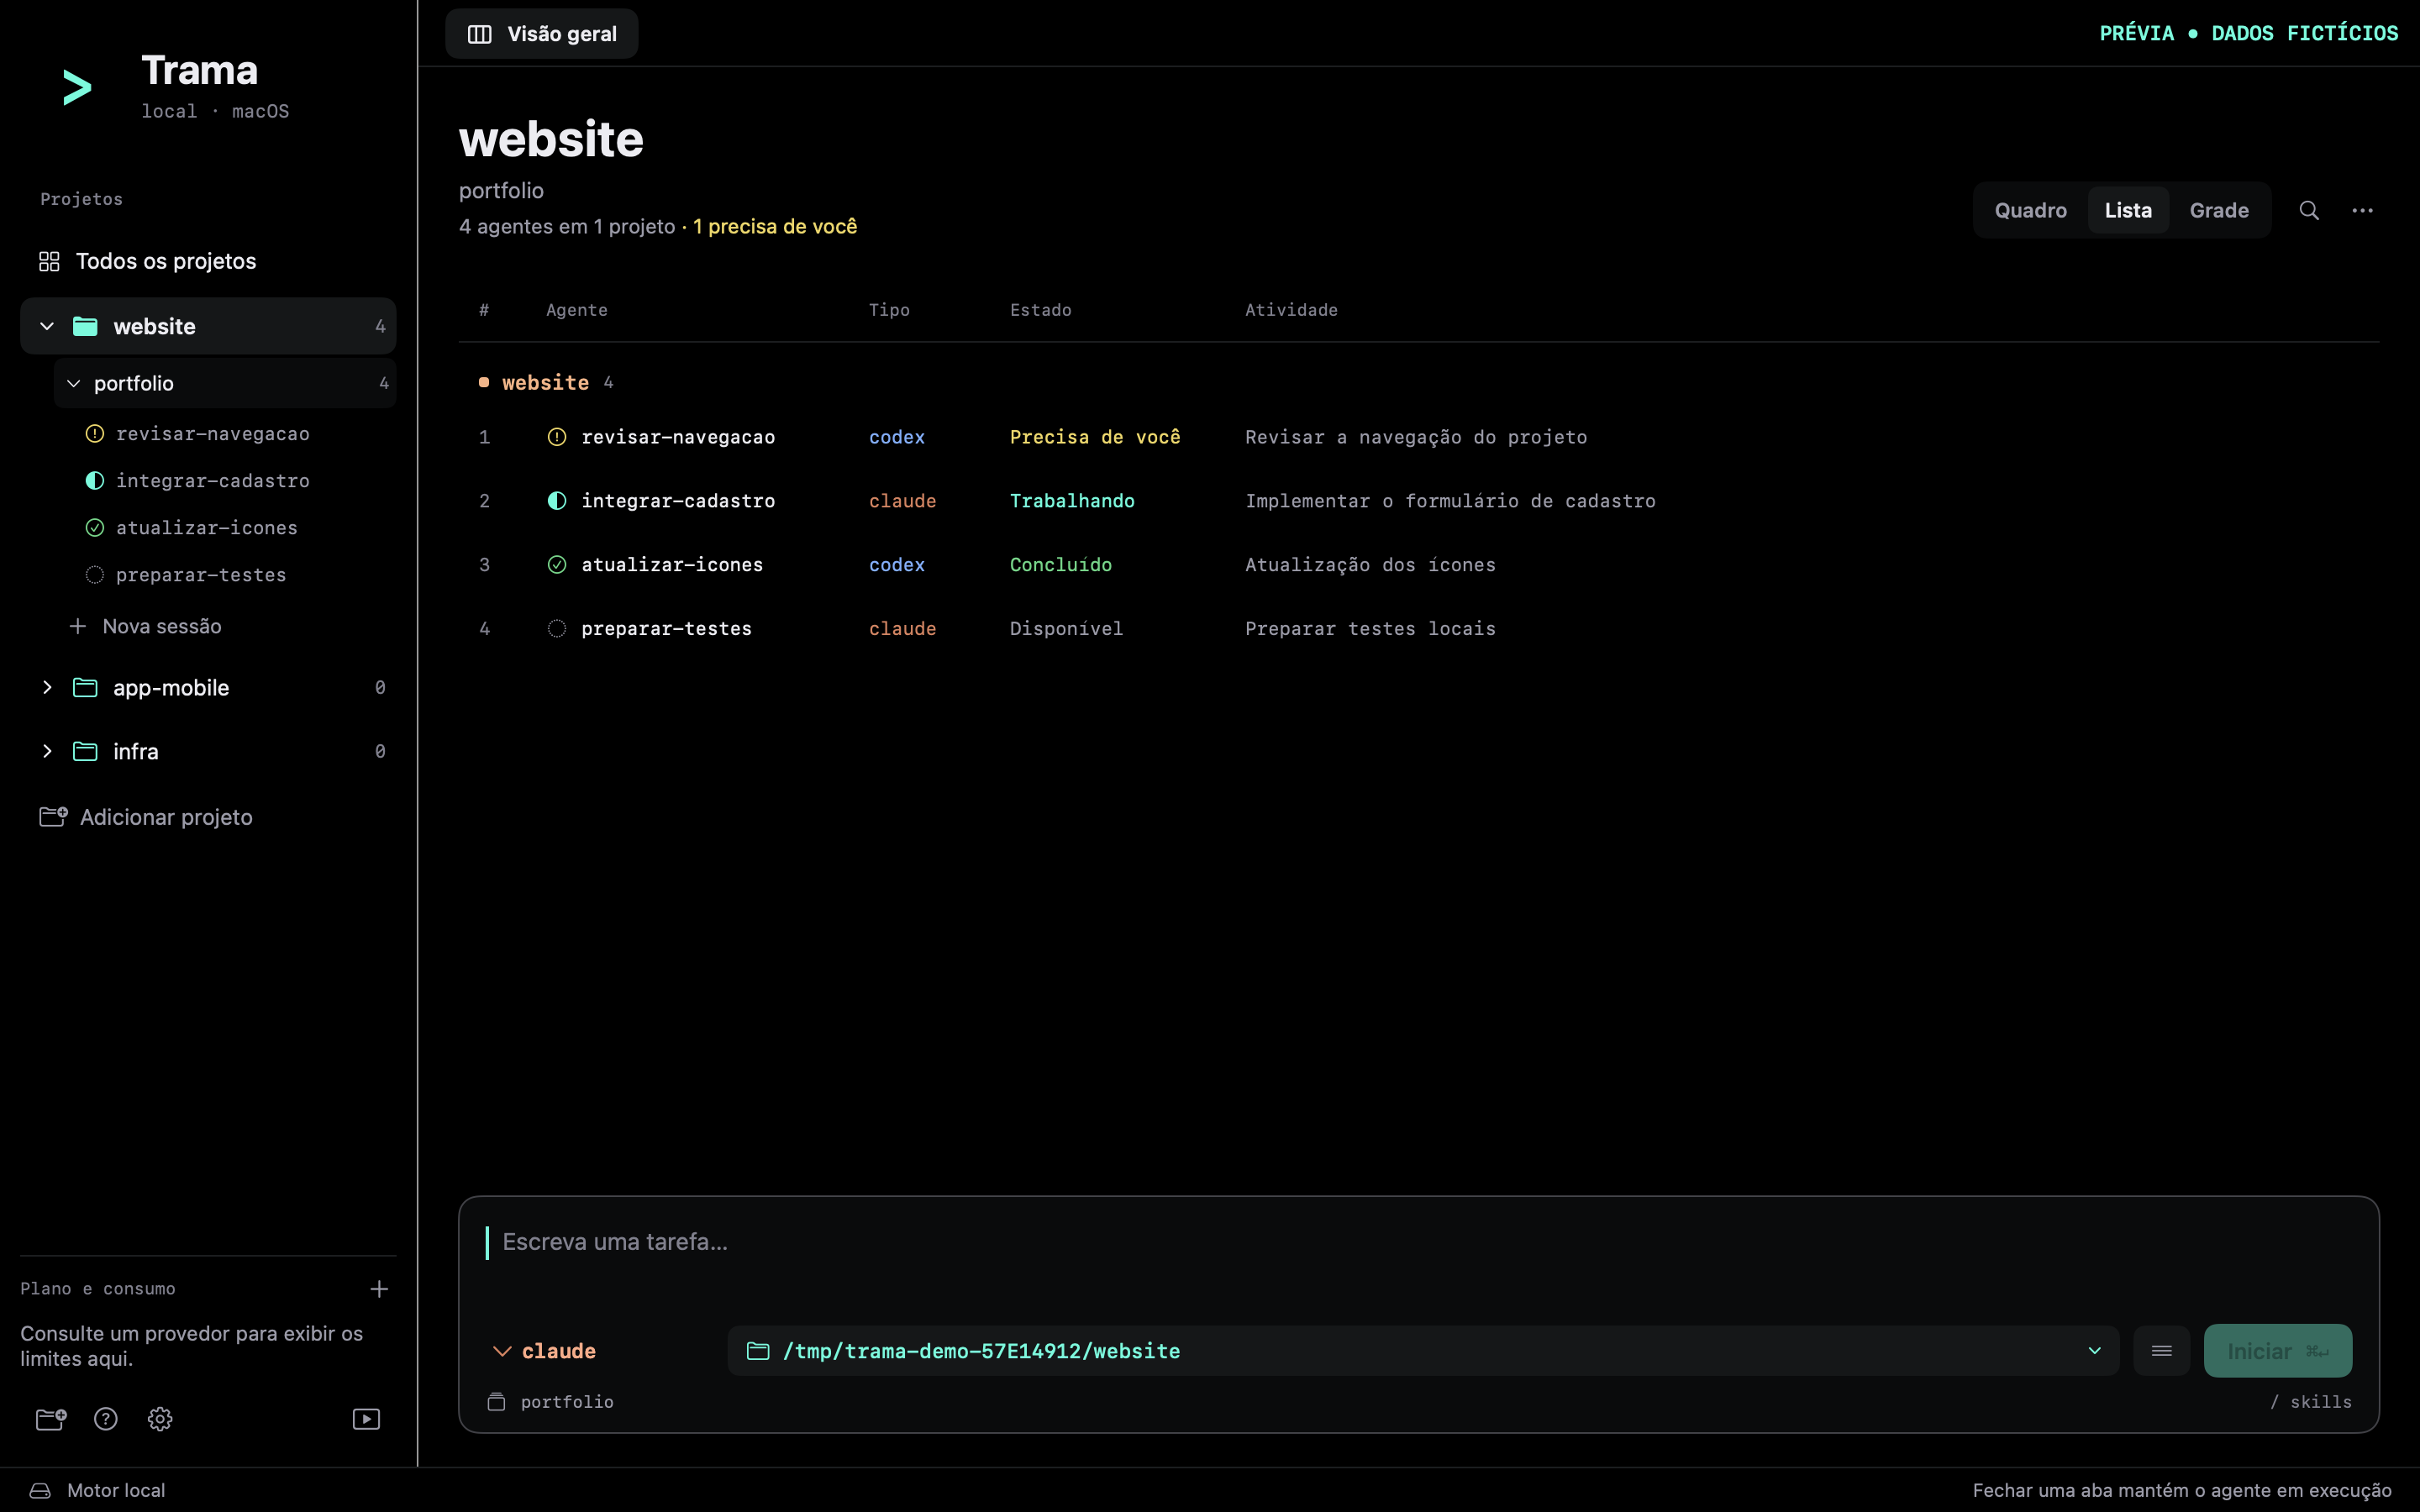 Trama
local · macOS
Projetos
Todos os projetos
website 4
portfolio 4
revisar-navegacao
integrar-cadastro
atualizar-icones
preparar-testes
Nova sessão
app-mobile 0
infra 0
Adicionar projeto
Plano e consumo
Consulte um provedor para exibir os
limites aqui.
Motor local
Visão geral
PRÉVIA • DADOS FICTÍCIOS
website
portfolio
4 agentes em 1 projeto · 1 precisa de você
Quadro Lista Grade
# Agente Tipo Estado Atividade
website 4
1 revisar-navegacao codex Precisa de você Revisar a navegação do projeto
2 integrar-cadastro claude Trabalhando Implementar o formulário de cadastro
3 atualizar-icones codex Concluído Atualização dos ícones
4 preparar-testes claude Disponível Preparar testes locais
Escreva uma tarefa...
claude /tmp/trama-demo-57E14912/website Iniciar ⌘↵
portfolio / skills
Fechar uma aba mantém o agente em execução